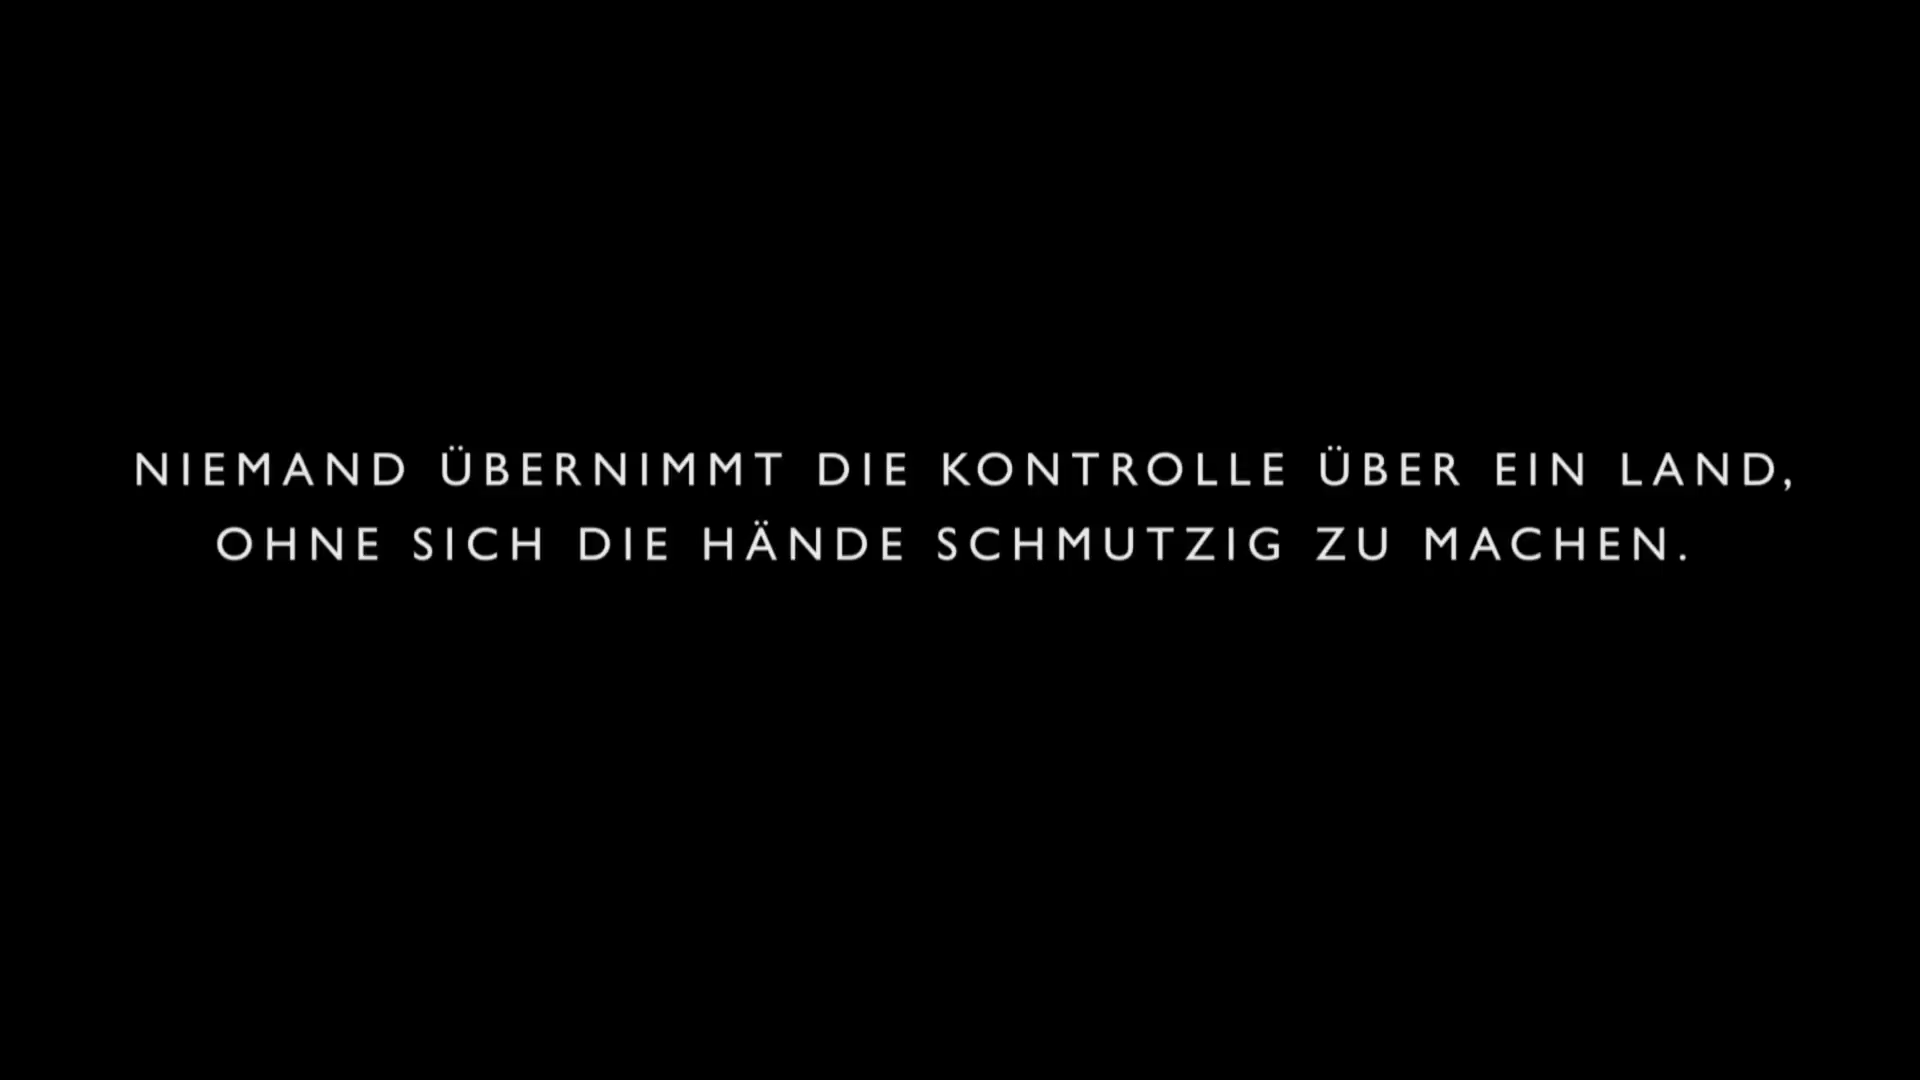 NIEMAND ÜBERNIMMT DIE KONTROLLE ÜBER EIN LAND,
OHNE SICH DIE HÄNDE SCHMUTZIG ZU MACHEN.